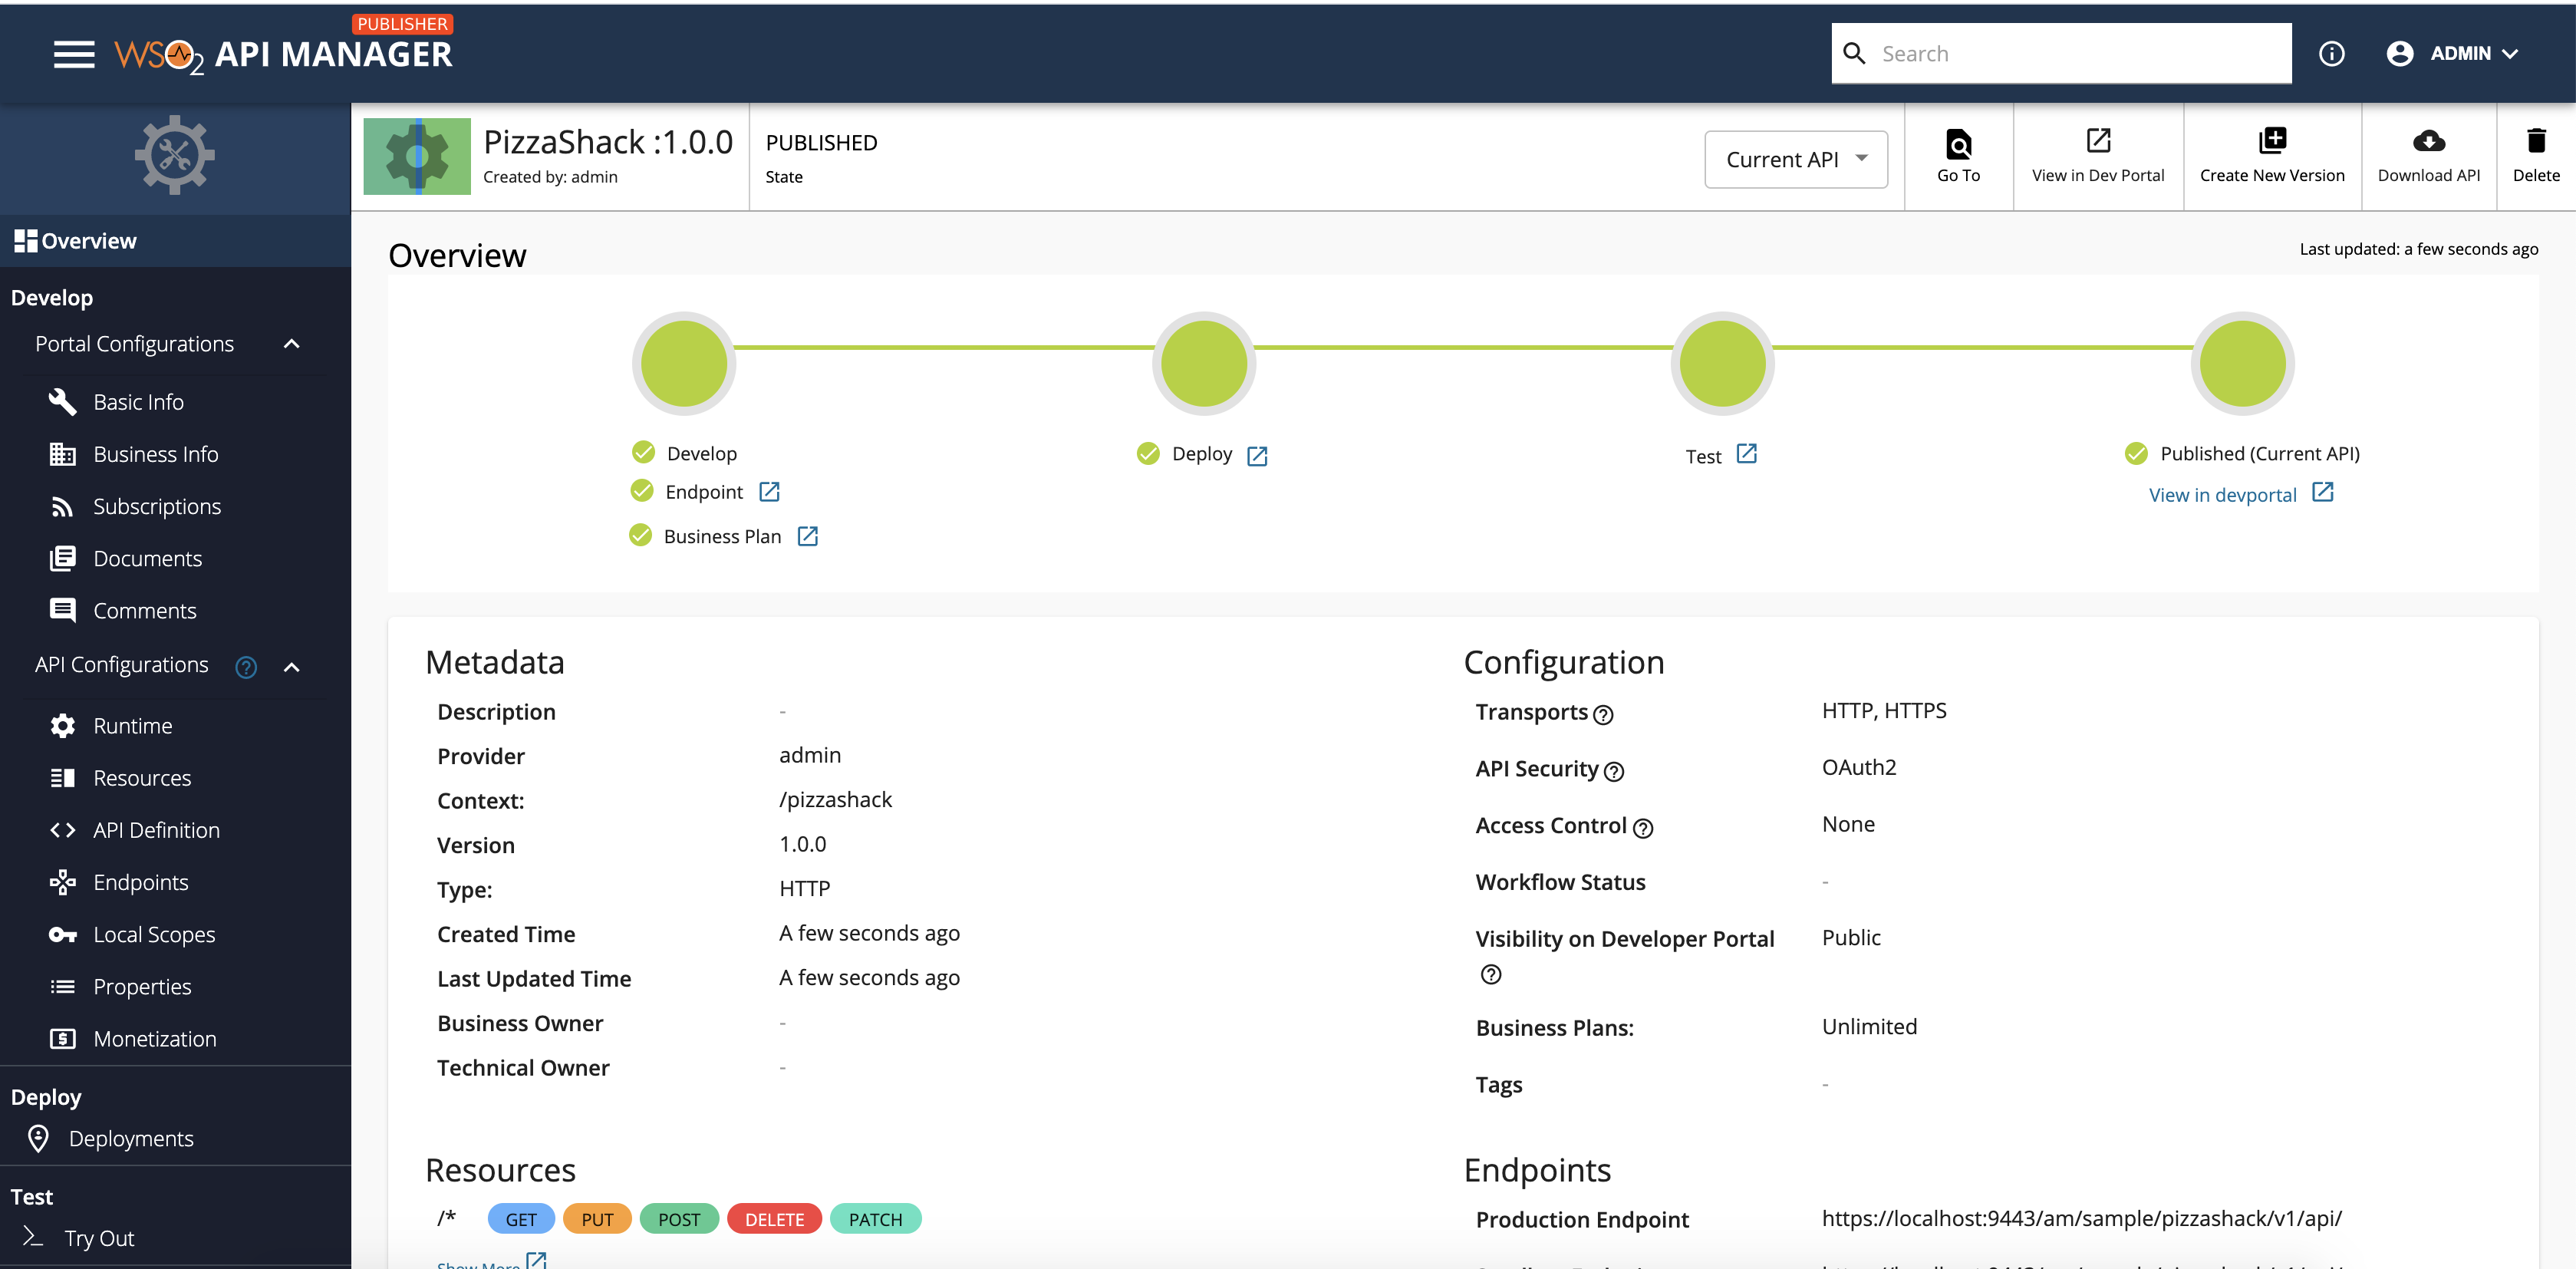 PUBLISHER
WSO2 API MANAGER
Search
ADMIN
PizzaShack :1.0.0
Created by: admin
PUBLISHED
State
Current API
Go To
View in Dev Portal
Create New Version
Download API
Delete
Overview
Develop
Portal Configurations
Basic Info
Business Info
Subscriptions
Documents
Comments
API Configurations
Runtime
Resources
API Definition
Endpoints
Local Scopes
Properties
Monetization
Deploy
Deployments
Test
Try Out
Overview
Last updated: a few seconds ago
Develop
Endpoint
Business Plan
Deploy
Test
Published (Current API)
View in devportal
Metadata
Description -
Provider admin
Context: /pizzashack
Version 1.0.0
Type: HTTP
Created Time A few seconds ago
Last Updated Time A few seconds ago
Business Owner -
Technical Owner -
Configuration
Transports HTTP, HTTPS
API Security OAuth2
Access Control None
Workflow Status -
Visibility on Developer Portal Public
Business Plans: Unlimited
Tags -
Resources
/* GET PUT POST DELETE PATCH
Show More
Endpoints
Production Endpoint https://localhost:9443/am/sample/pizzashack/v1/api/